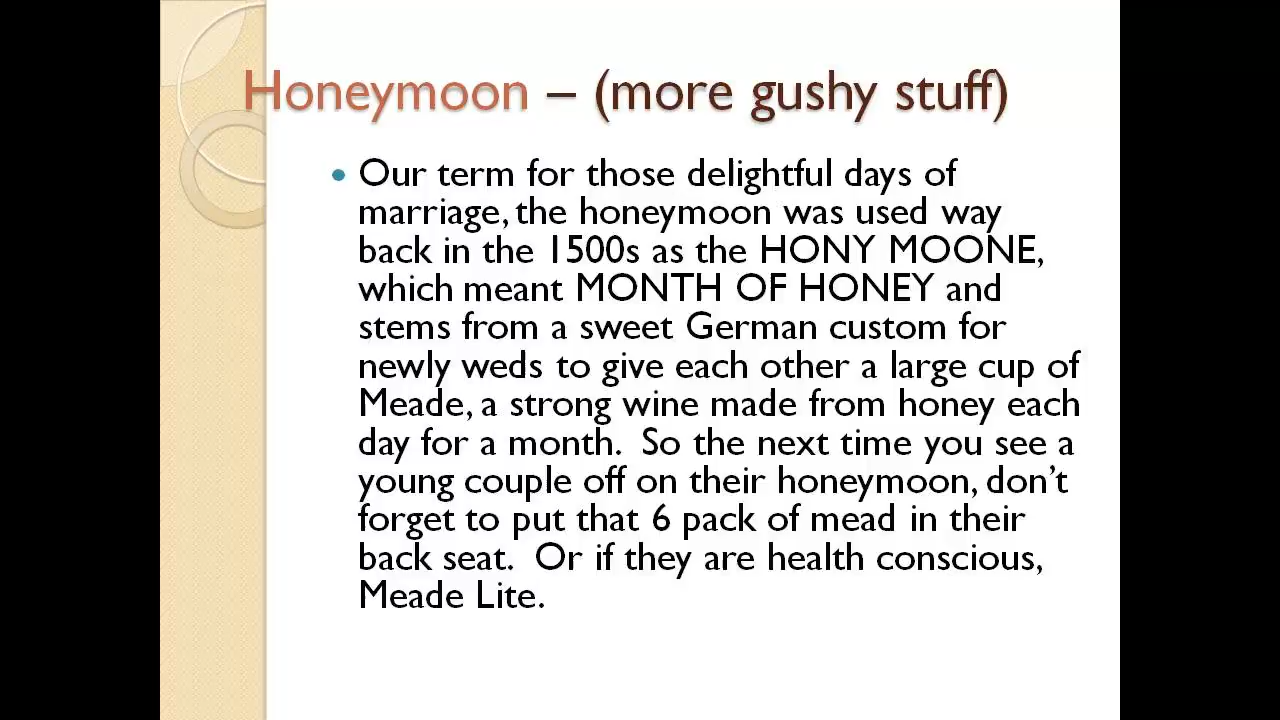 Honeymoon – (more gushy stuff)
Our term for those delightful days of
marriage, the honeymoon was used way
back in the 1500s as the HONY MOONE,
which meant MONTH OF HONEY and
stems from a sweet German custom for
newly weds to give each other a large cup of
Meade, a strong wine made from honey each
day for a month.  So the next time you see a
young couple off on their honeymoon, don’t
forget to put that 6 pack of mead in their
back seat.  Or if they are health conscious,
Meade Lite.